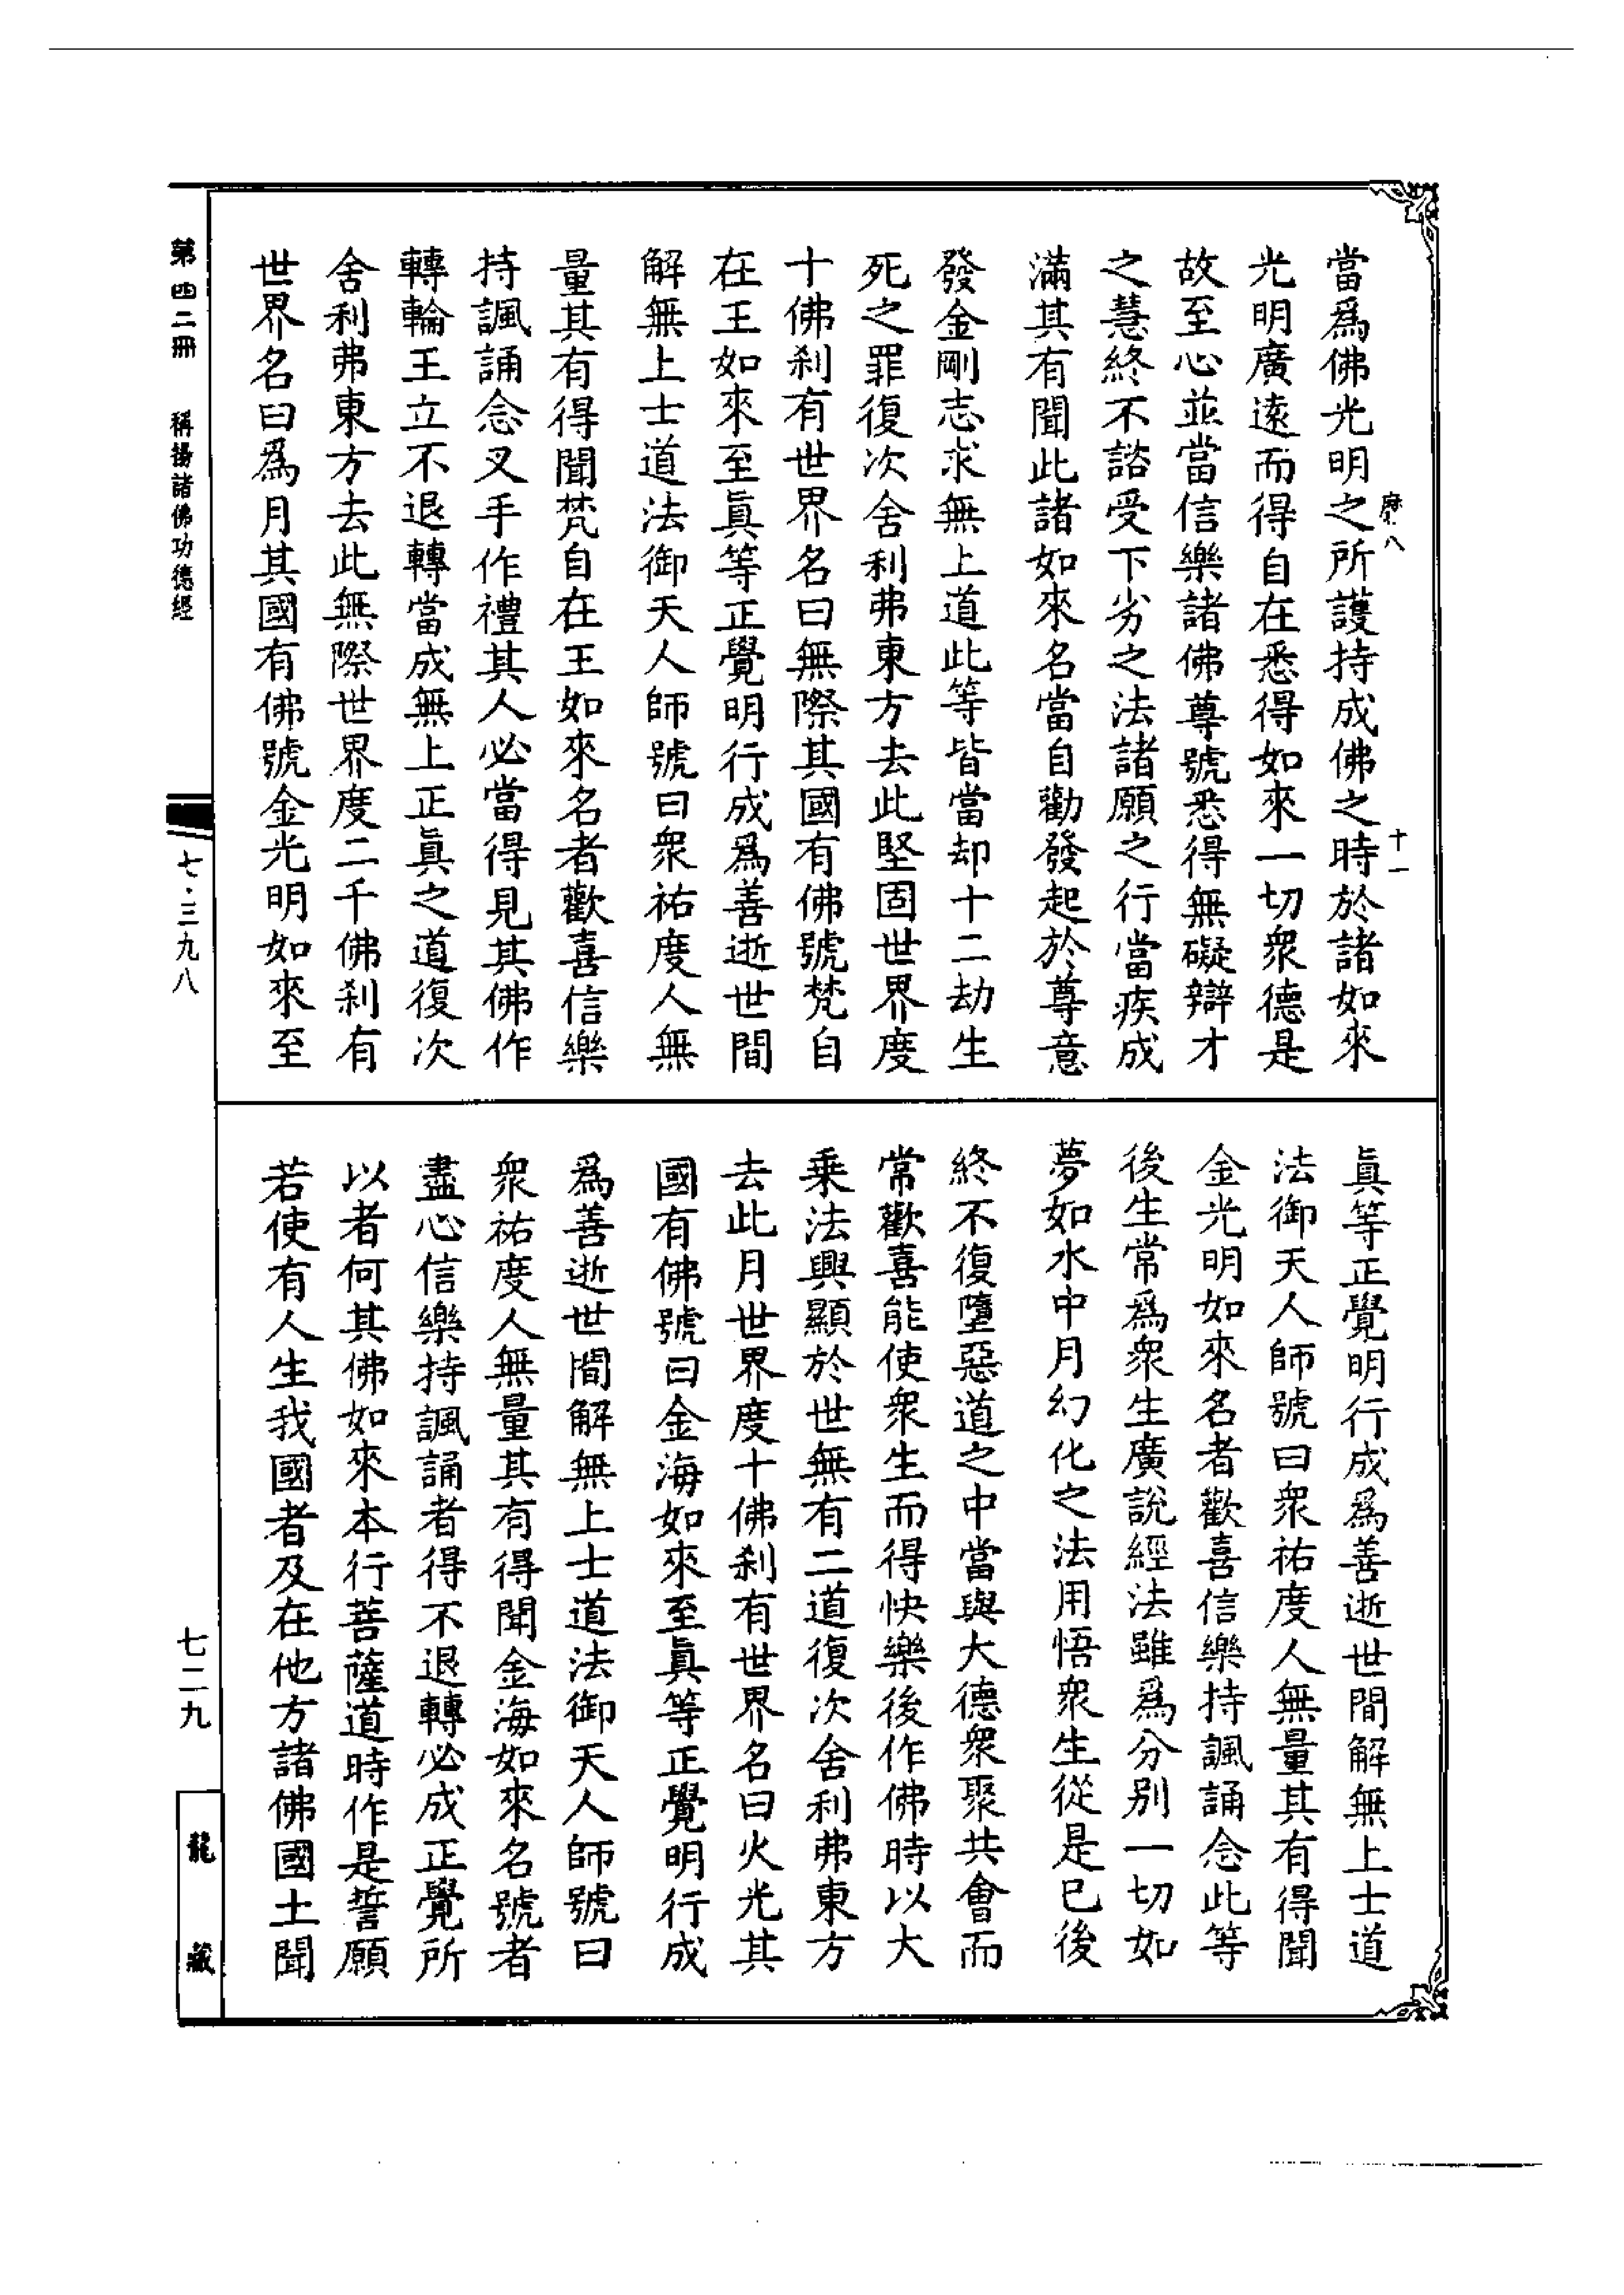 當爲佛光明之所護持成佛之時於諸如來
光明廣遠而得自在悉得如來一切衆德是
故至心並當信樂諸佛尊號悉得無礙辯才
之慧終不諮受下劣之法諸願之行當疾成
滿其有聞此諸如來名當自勸發起於尊意
發金剛志求無上道此等皆當却十二劫生
死之罪復次舍利弗東方去此堅固世界度
十佛刹有世界名曰無際其國有佛號梵自
在王如來至眞等正覺明行成爲善逝世間
解無上士道法御天人師號曰衆祐度人無
量其有得聞梵自在王如來名者歡喜信樂
持諷誦念叉手作禮其人必當得見其佛作
轉輪王立不退轉當成無上正眞之道復次
舍利弗東方去此無際世界度二千佛刹有
世界名曰爲月其國有佛號金光明如來至
十一
眞等正覺明行成爲善逝世間解無上士道
法御天人師號曰衆祐度人無量其有得聞
金光明如來名者歡喜信樂持諷誦念此等
後生常爲衆生廣說經法雖爲分別一切如
夢如水中月幻化之法用悟衆生從是已後
終不復墮惡道之中當與大德衆聚共會而
常歡喜能使衆生而得快樂後作佛時以大
乘法興顯於世無有二道復次舍利弗東方
去此月世界度十佛刹有世界名曰火光其
國有佛號曰金海如來至眞等正覺明行成
爲善逝世間解無上士道法御天人師號曰
衆祐度人無量其有得聞金海如來名號者
盡心信樂持諷誦者得不退轉必成正覺所
以者何其佛如來本行菩薩道時作是誓願
若使有人生我國者及在他方諸佛國土聞
第四二冊 稱揚諸佛功德經
七·三九八
七二九
龍藏